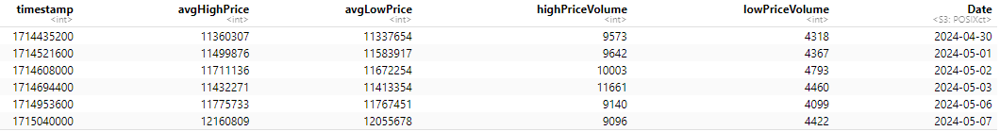 timestamp avgHighPrice avgLowPrice highPriceVolume lowPriceVolume Date
<int> <int> <int> <int> <int> <S3: POSIXct>
1714435200 11360307 11337654 9573 4318 2024-04-30
1714521600 11499876 11583917 9642 4367 2024-05-01
1714608000 11711136 11672254 10003 4793 2024-05-02
1714694400 11432271 11413354 11661 4460 2024-05-03
1714953600 11775733 11767451 9140 4099 2024-05-06
1715040000 12160809 12055678 9096 4422 2024-05-07